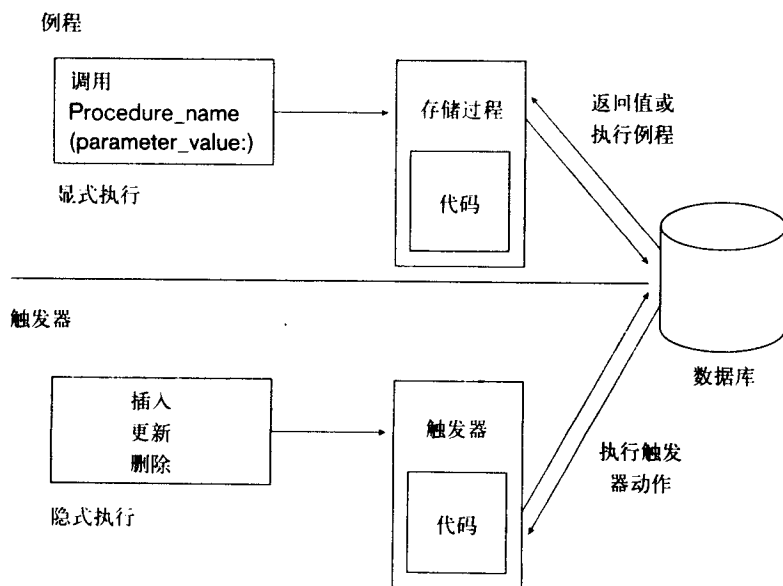 例程
调用
Procedure_name
(parameter_value:)
显式执行
存储过程
代码
返回值或
执行例程
触发器
插入
更新
删除
隐式执行
触发器
代码
执行触发
器动作
数据库